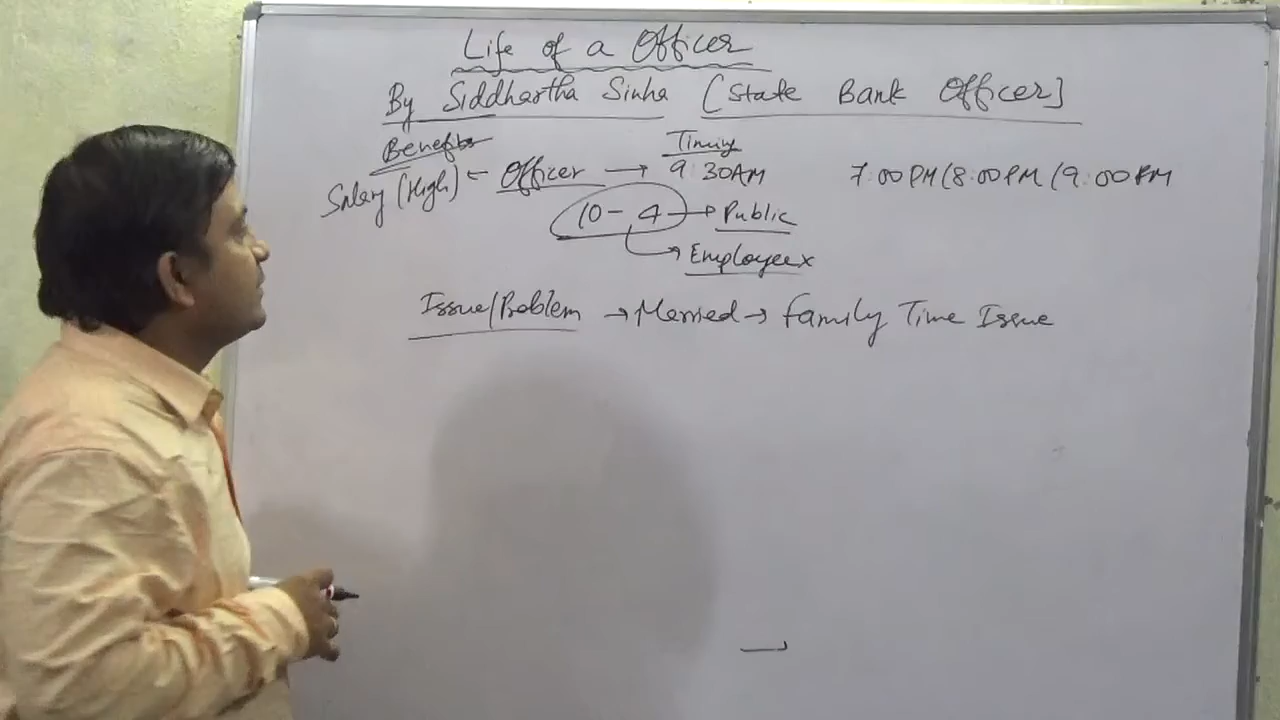 Life of a Officer
By Siddhartha Sinha [State Bank Officer]
Benefits Timing
Salary (High) ← Officer → 9:30AM 7:00PM/8:00PM/9:00PM
10-4 → Public
→ Employee x
Issue/Problem → Married → Family Time Issue